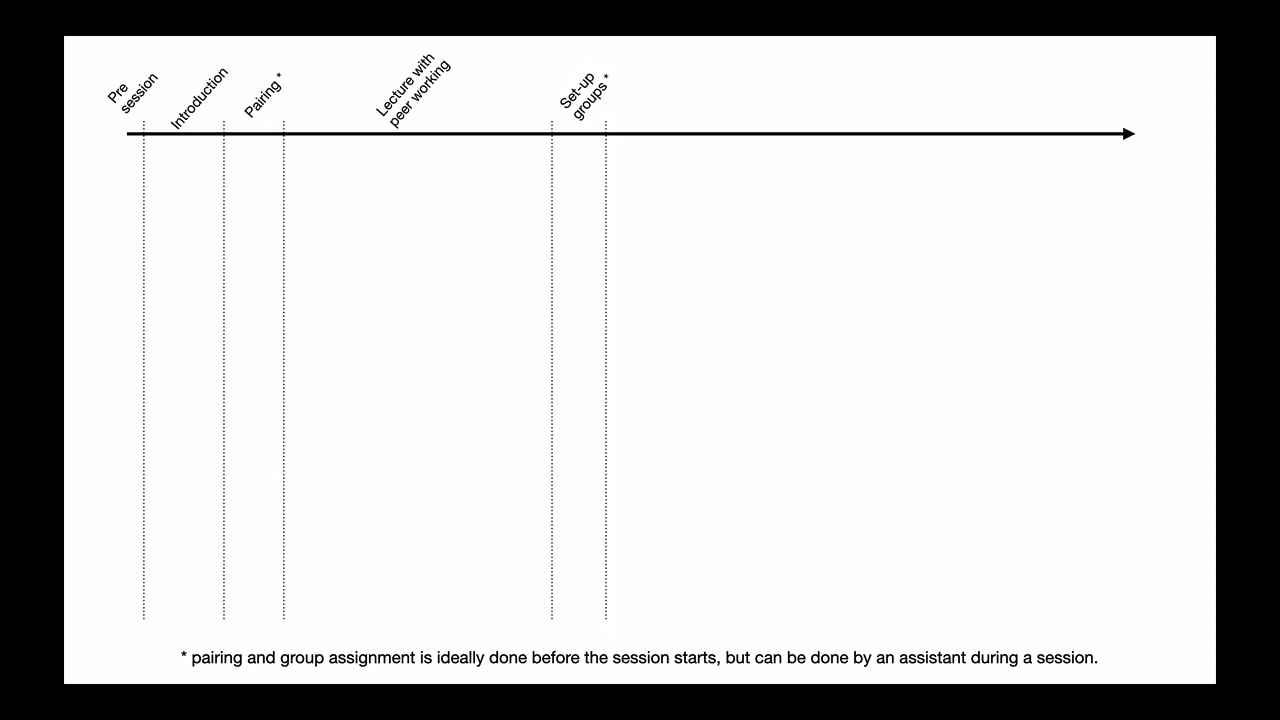 Pre
session
Introduction
Pairing *
Lecture with
peer working
Set-up
groups *
* pairing and group assignment is ideally done before the session starts, but can be done by an assistant during a session.